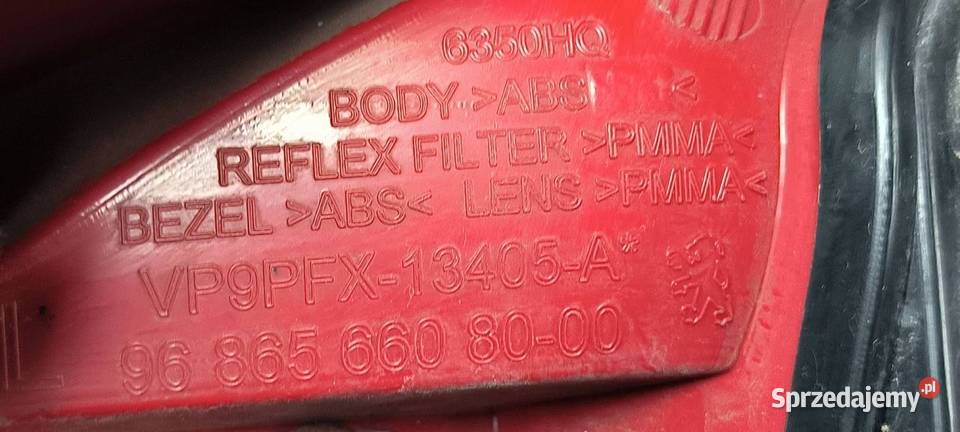 6350HQ
BODY >ABS <
REFLEX FILTER >PMMA<
BEZEL >ABS< LENS >PMMA<
VP9PFX-13405-A*
96 865 660 80-00
Sprzedajemy.pl